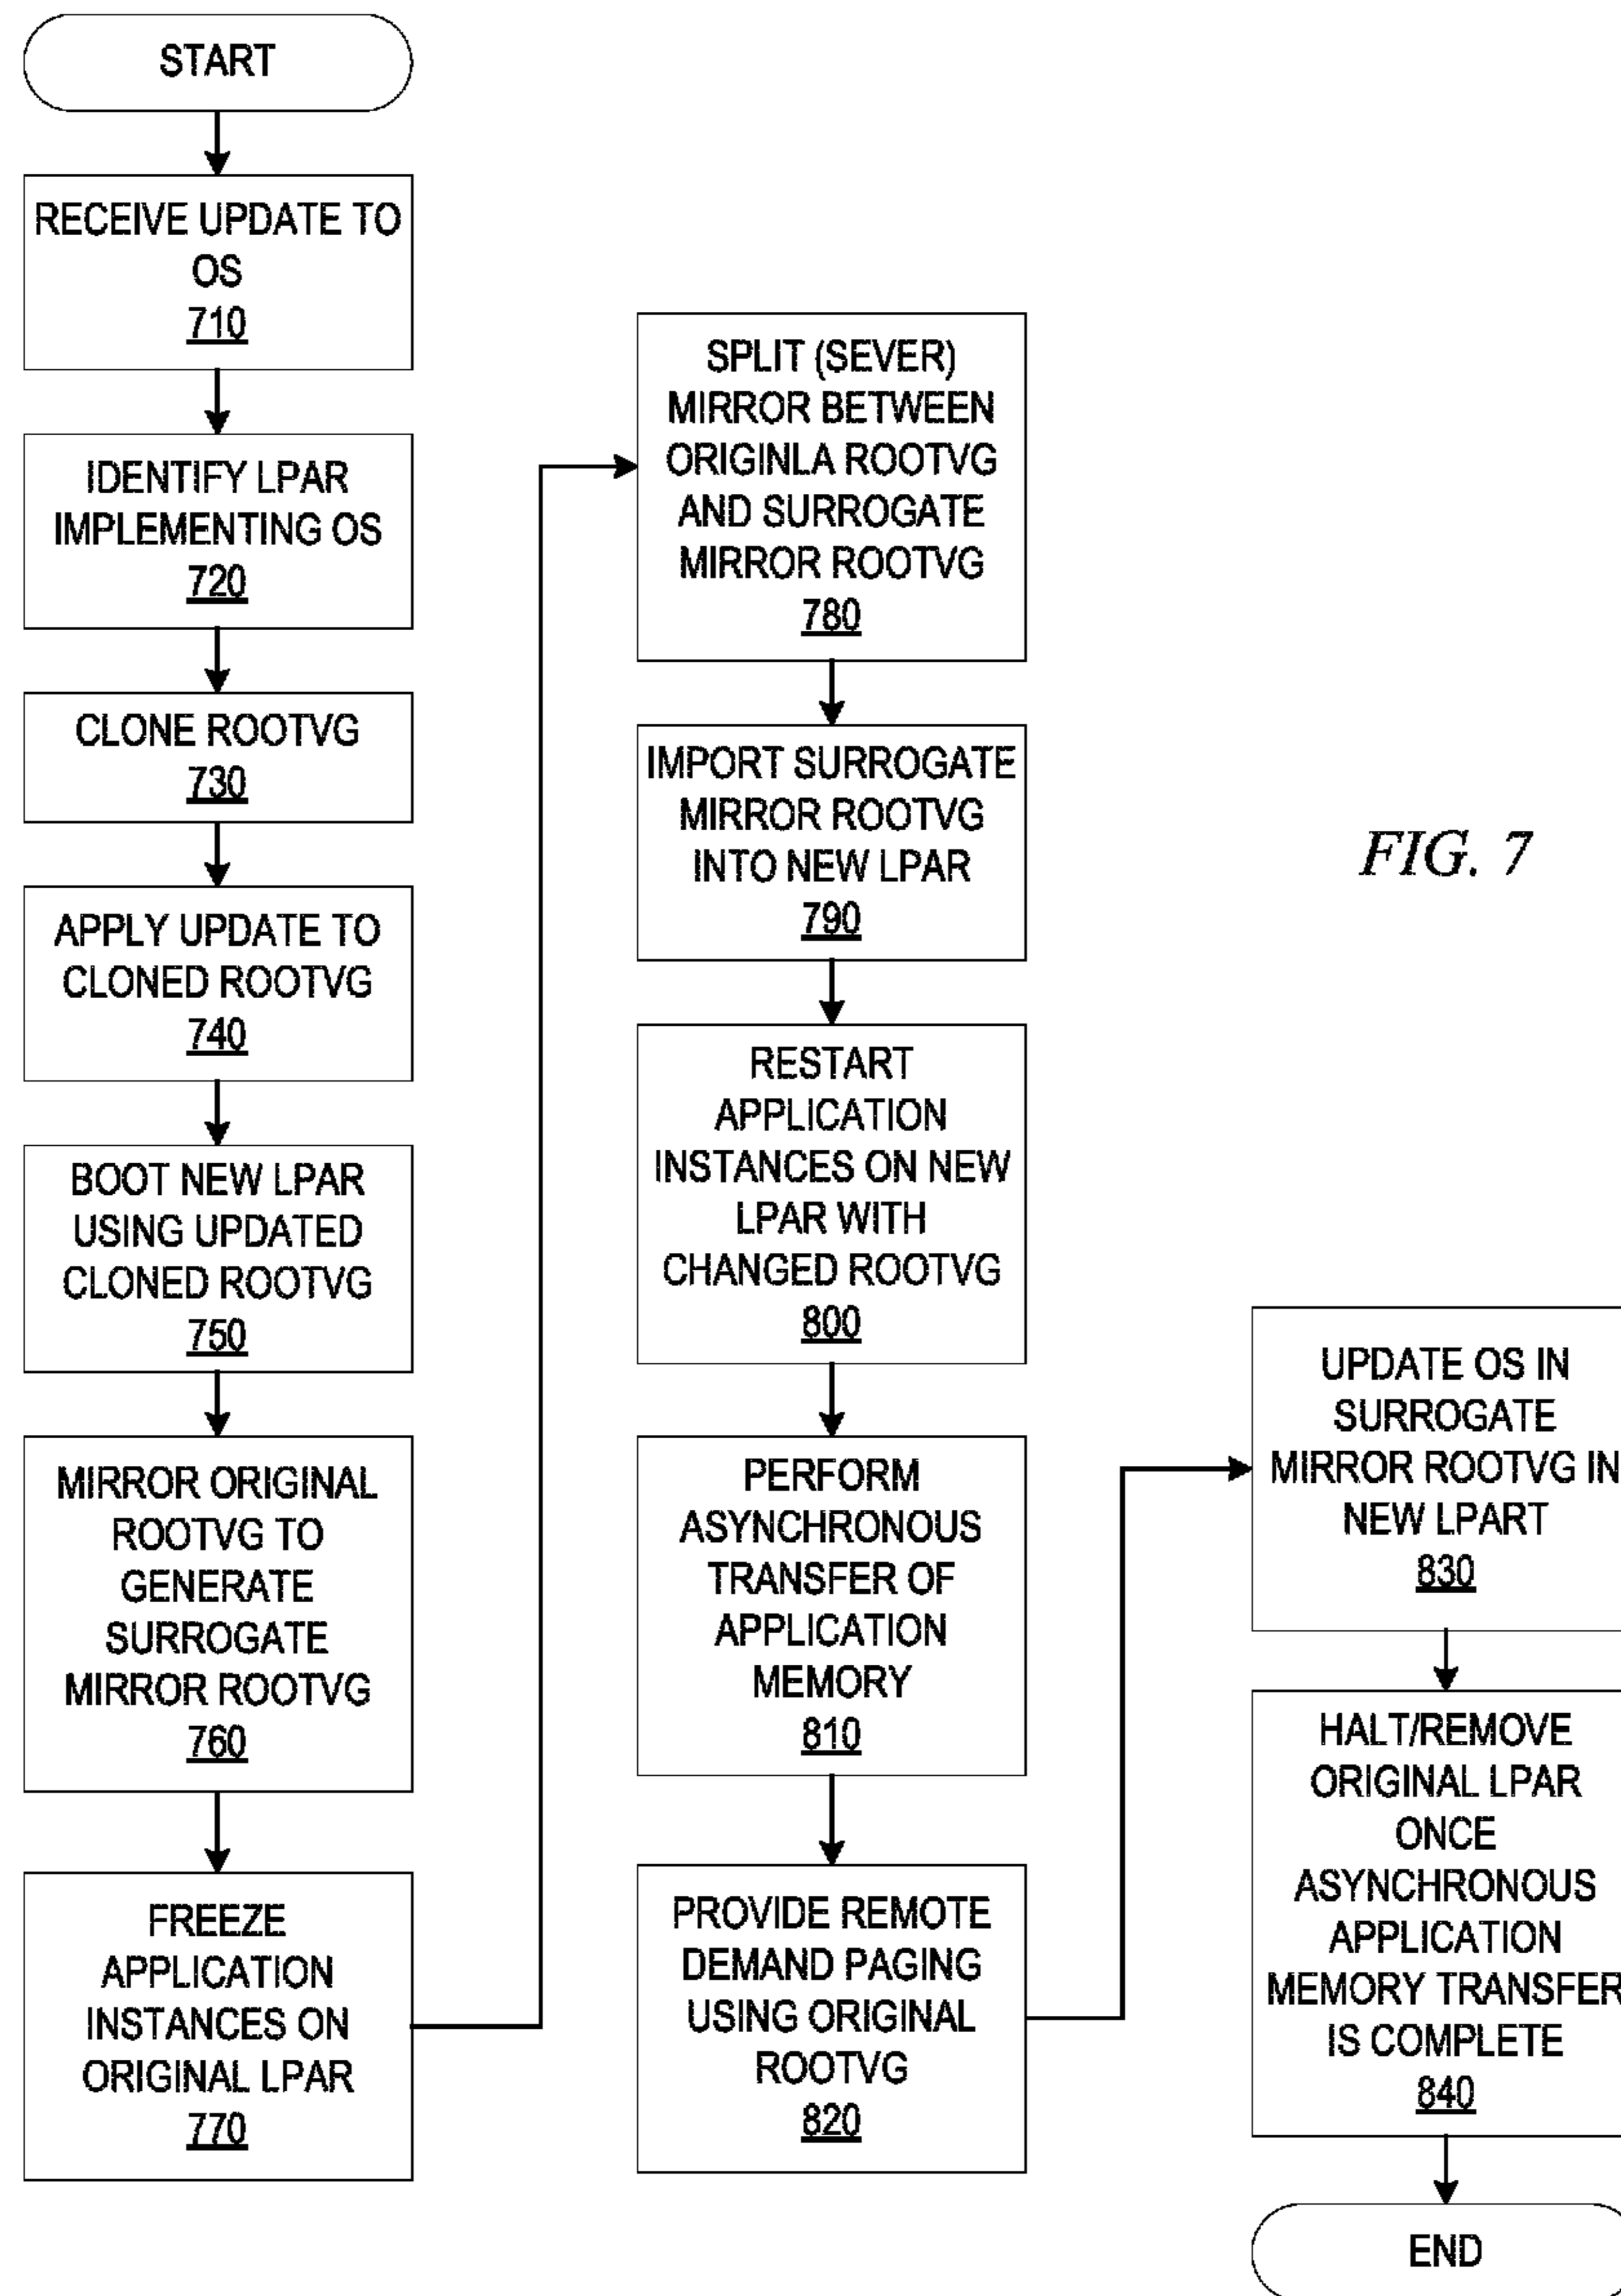 START
RECEIVE UPDATE TO
OS
710
IDENTIFY LPAR
IMPLEMENTING OS
720
CLONE ROOTVG
730
APPLY UPDATE TO
CLONED ROOTVG
740
BOOT NEW LPAR
USING UPDATED
CLONED ROOTVG
750
MIRROR ORIGINAL
ROOTVG TO
GENERATE
SURROGATE
MIRROR ROOTVG
760
FREEZE
APPLICATION
INSTANCES ON
ORIGINAL LPAR
770
SPLIT (SEVER)
MIRROR BETWEEN
ORIGINLA ROOTVG
AND SURROGATE
MIRROR ROOTVG
780
IMPORT SURROGATE
MIRROR ROOTVG
INTO NEW LPAR
790
RESTART
APPLICATION
INSTANCES ON NEW
LPAR WITH
CHANGED ROOTVG
800
PERFORM
ASYNCHRONOUS
TRANSFER OF
APPLICATION
MEMORY
810
PROVIDE REMOTE
DEMAND PAGING
USING ORIGINAL
ROOTVG
820
UPDATE OS IN
SURROGATE
MIRROR ROOTVG IN
NEW LPART
830
HALT/REMOVE
ORIGINAL LPAR
ONCE
ASYNCHRONOUS
APPLICATION
MEMORY TRANSFER
IS COMPLETE
840
END
FIG. 7